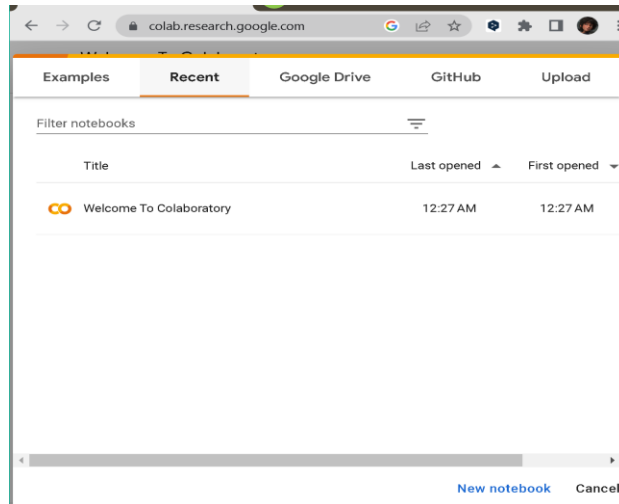 colab.research.google.com
Examples Recent Google Drive GitHub Upload
Filter notebooks
Title Last opened First opened
Welcome To Colaboratory 12:27 AM 12:27 AM
New notebook Cancel